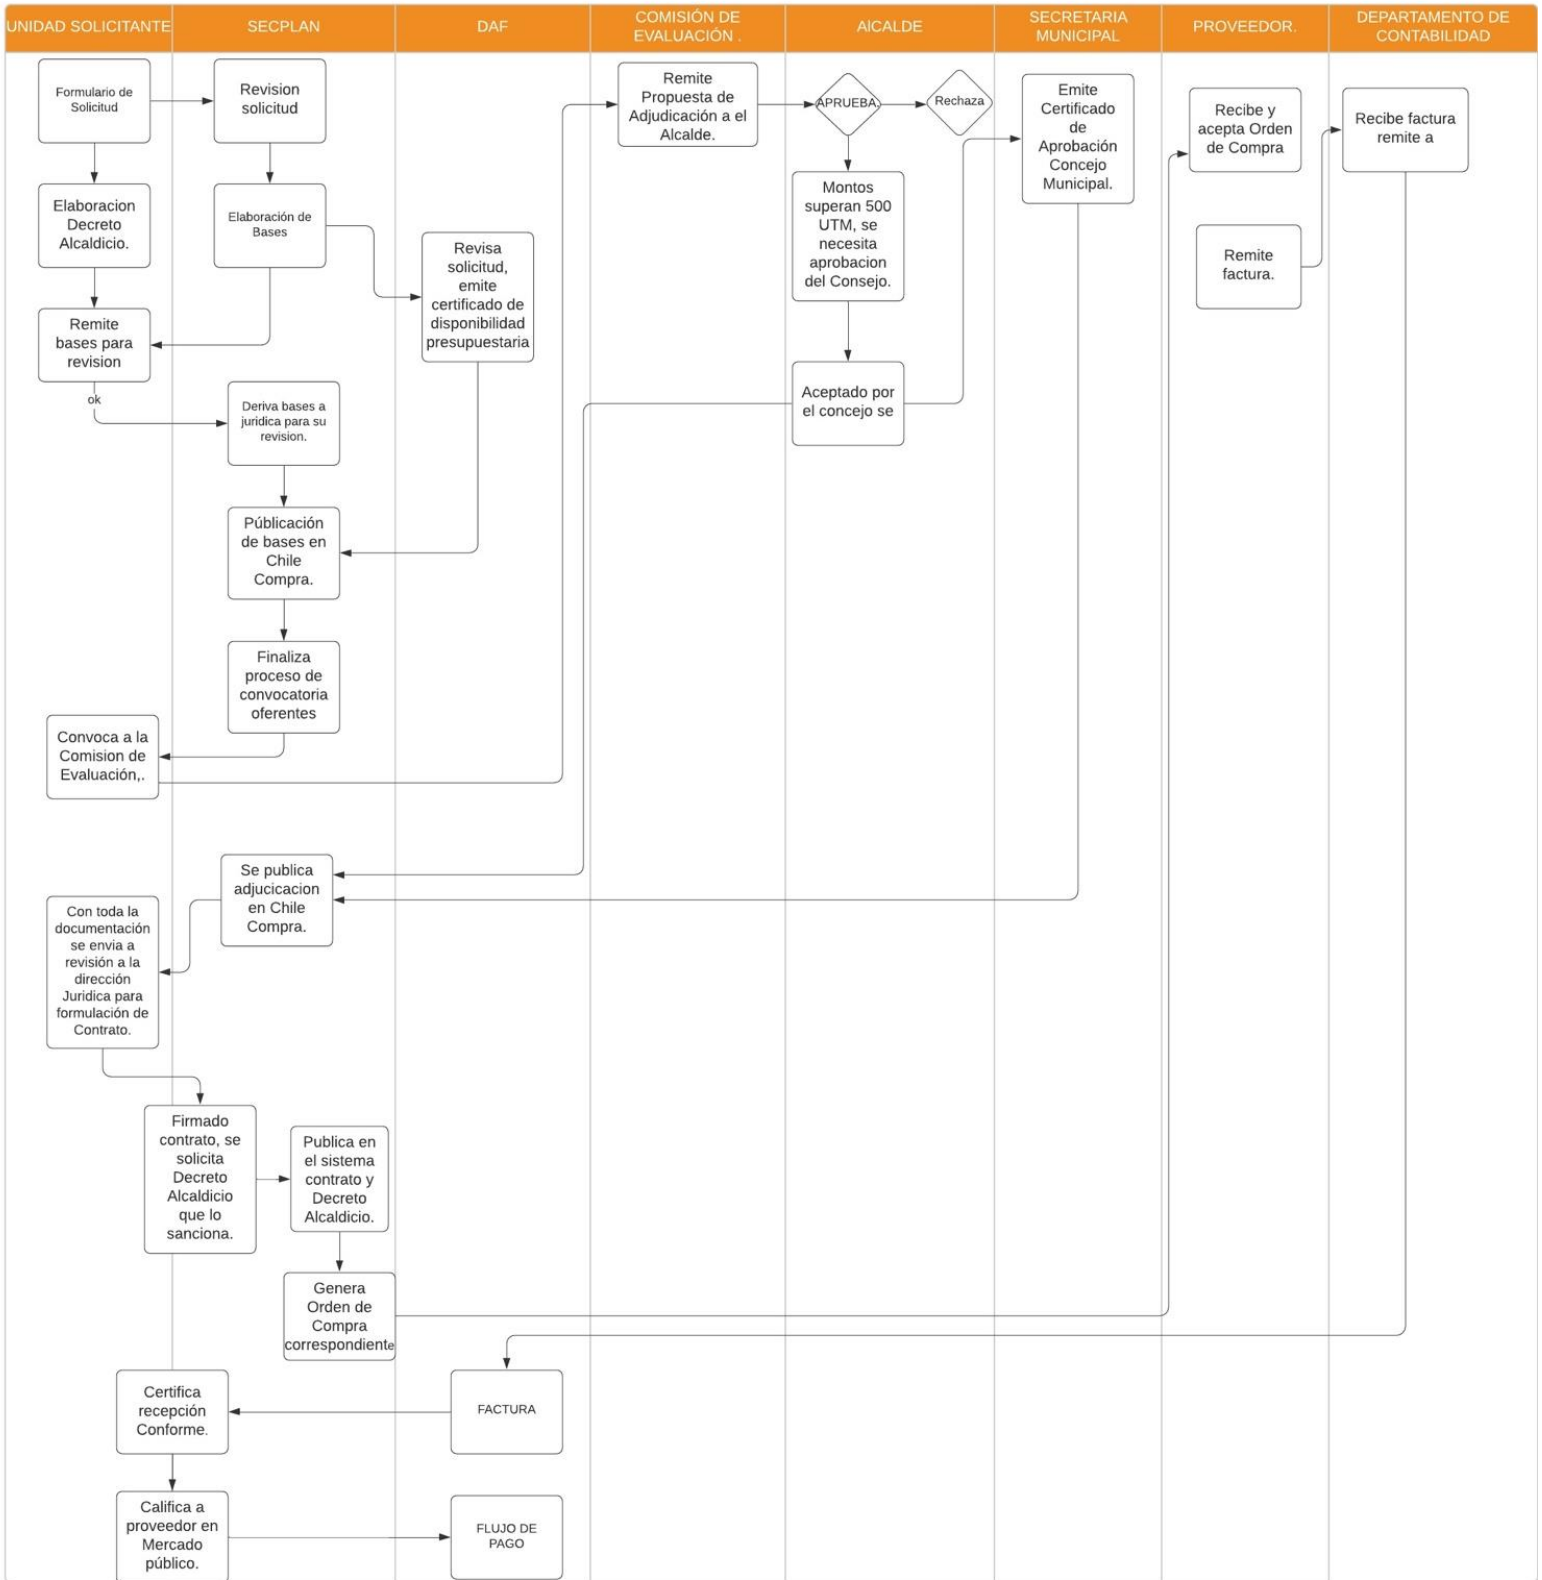 UNIDAD SOLICITANTE
SECPLAN
DAF
COMISIÓN DE
EVALUACIÓN .
AlCALDE
SECRETARIA
MUNICIPAL
PROVEEDOR.
DEPARTAMENTO DE
CONTABILIDAD
Formulario de
Solicitud
Revision
solicitud
Remite
Propuesta de
Adjudicación a el
Alcalde.
APRUEBA.
Rechaza
Emite
Certificado
de
Aprobación
Concejo
Municipal.
Recibe y
acepta Orden
de Compra
Recibe factura
remite a
Elaboracion
Decreto
Alcaldicio.
Elaboración de
Bases
Revisa
solicitud,
emite
certificado de
disponibilidad
presupuestaria
Montos
superan 500
UTM, se
necesita
aprobacion
del Consejo.
Remite
factura.
Remite
bases para
revision
ok
Deriva bases a
juridica para su
revision.
Aceptado por
el concejo se
Públicación
de bases en
Chile
Compra.
Finaliza
proceso de
convocatoria
oferentes
Convoca a la
Comision de
Evaluación,.
Se publica
adjucicacion
en Chile
Compra.
Con toda la
documentación
se envia a
revisión a la
dirección
Juridica para
formulación de
Contrato.
Firmado
contrato, se
solicita
Decreto
Alcaldicio
que lo
sanciona.
Publica en
el sistema
contrato y
Decreto
Alcaldicio.
Genera
Orden de
Compra
correspondiente
Certifica
recepción
Conforme.
FACTURA
Califica a
proveedor en
Mercado
público.
FLUJO DE
PAGO